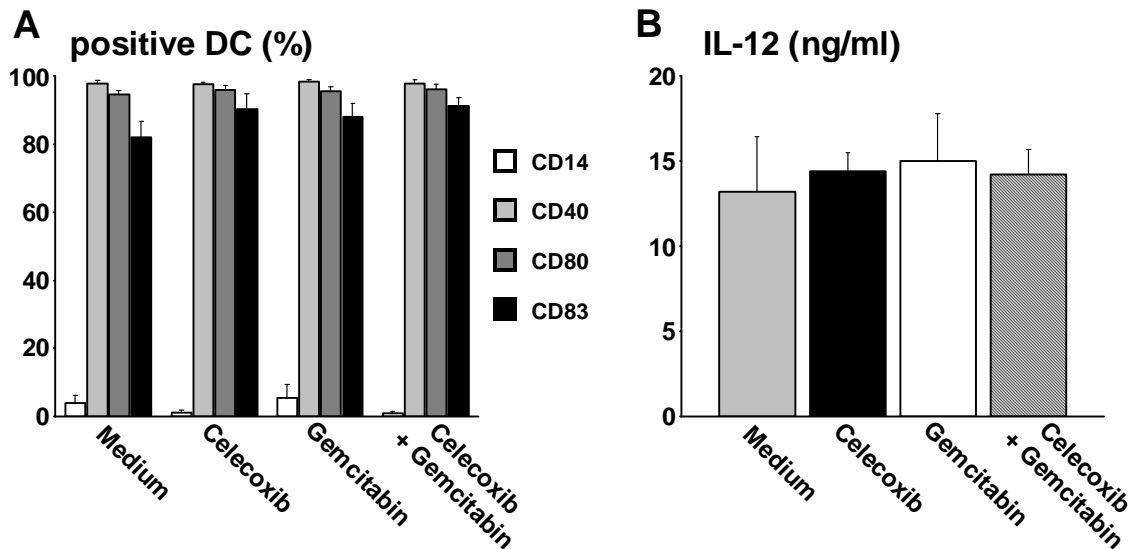 A
positive DC (%)
100
80
60
40
20
0
Medium
Celecoxib
Gemcitabin
Celecoxib
+ Gemcitabin
CD14
CD40
CD80
CD83
B
IL-12 (ng/ml)
20
15
10
5
0
Medium
Celecoxib
Gemcitabin
Celecoxib
+ Gemcitabin